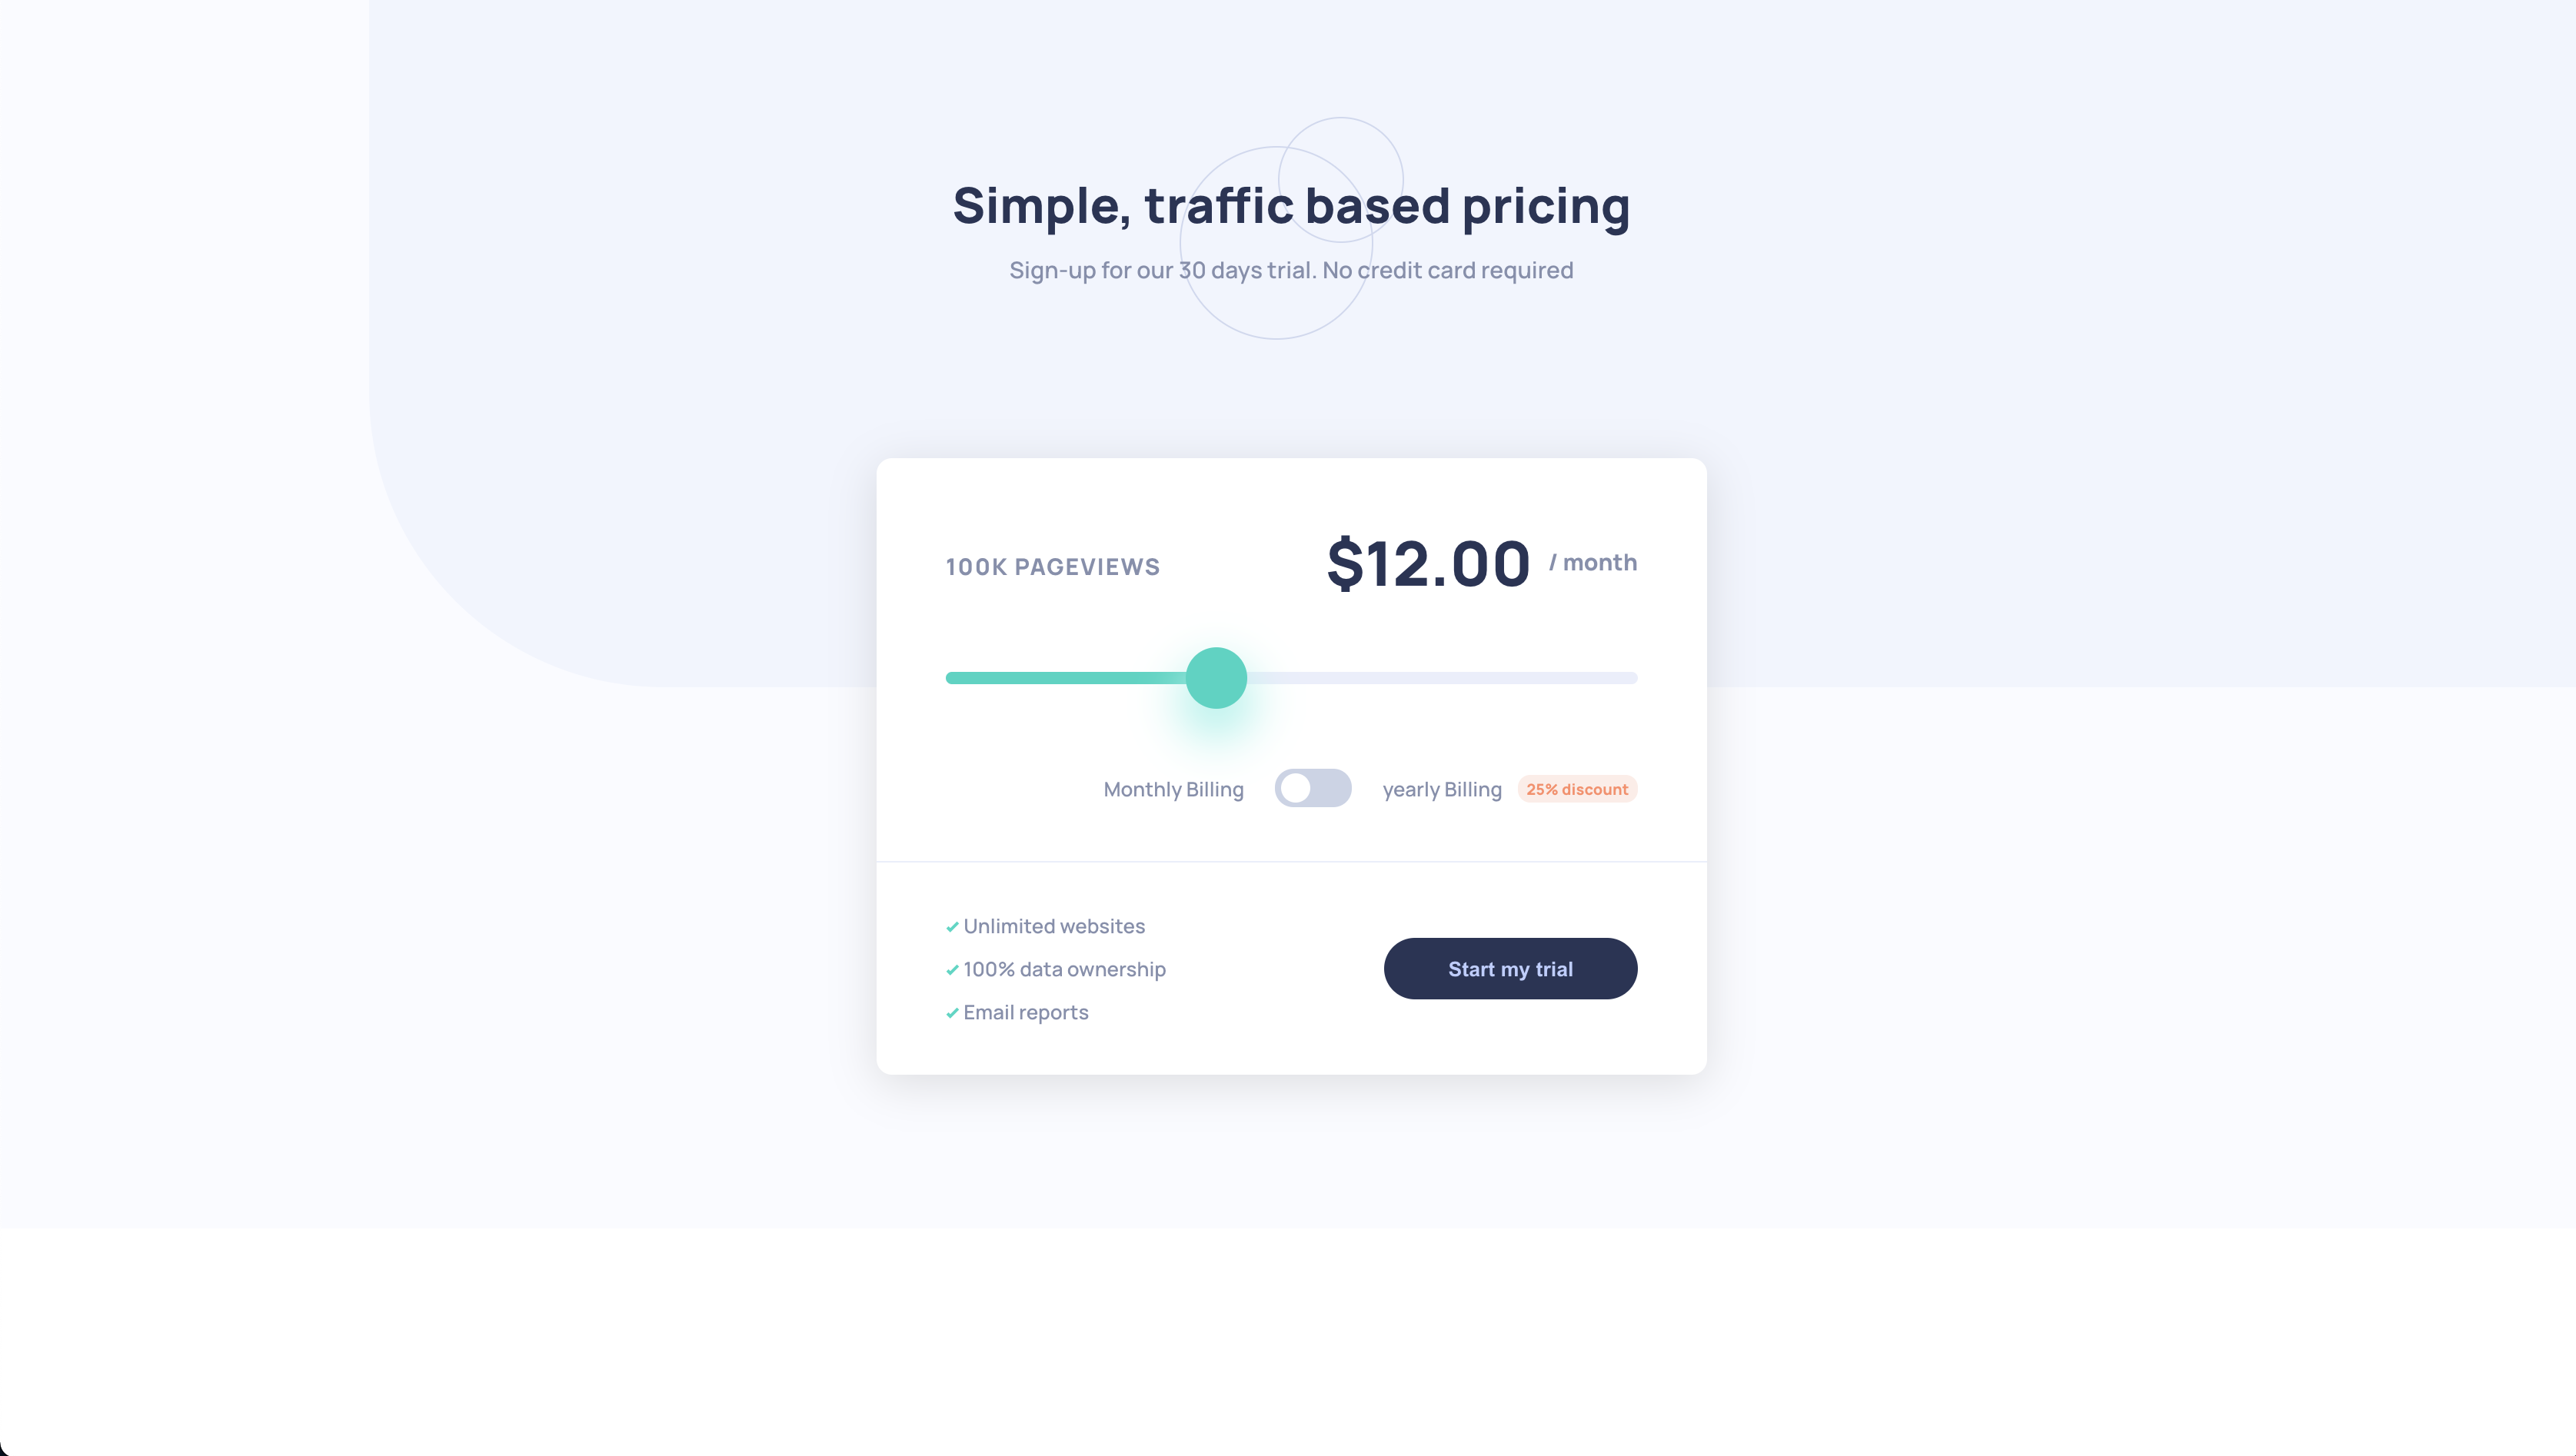 Simple, traffic based pricing
Sign-up for our 30 days trial. No credit card required
100K PAGEVIEWS
$12.00 / month
Monthly Billing
yearly Billing
25% discount
Unlimited websites
100% data ownership
Email reports
Start my trial